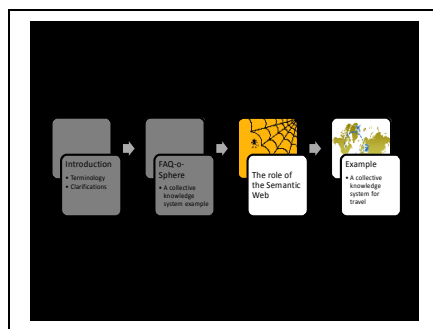 Introduction
• Terminology
• Clarifications
FAQ-o-
Sphere
• A collective
knowledge
system example
The role of
the Semantic
Web
Example
• A collective
knowledge
system for
travel